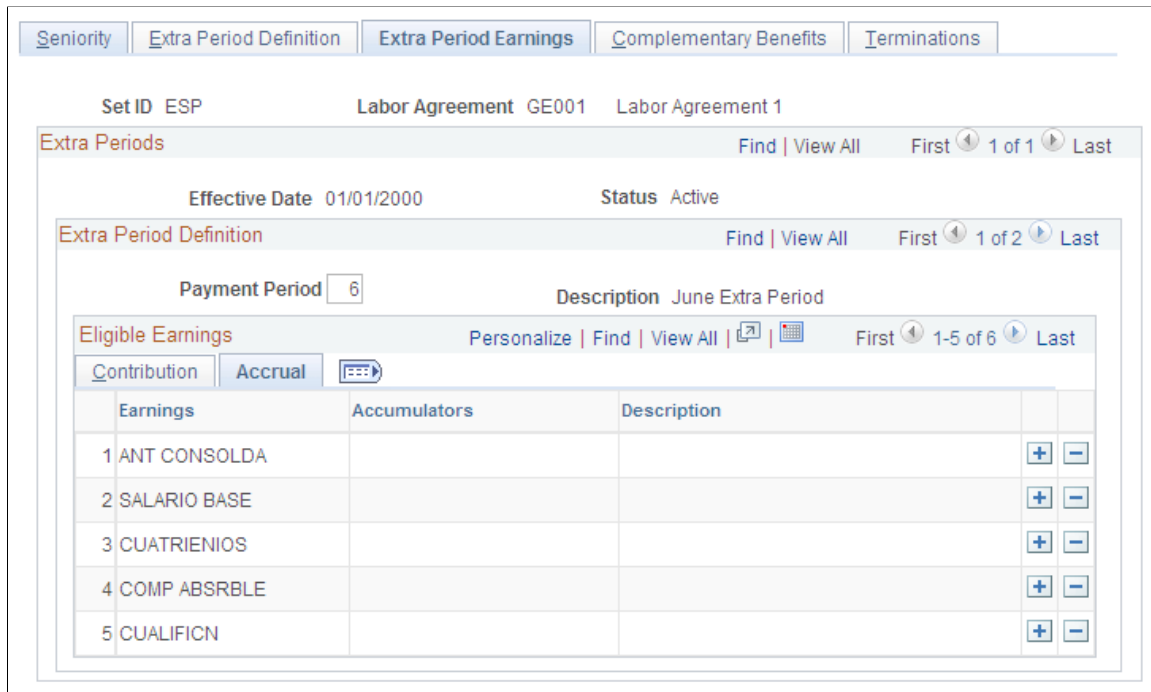 Seniority Extra Period Definition Extra Period Earnings Complementary Benefits Terminations
Set ID ESP Labor Agreement GE001 Labor Agreement 1
Extra Periods Find | View All First 1 of 1 Last
Effective Date 01/01/2000 Status Active
Extra Period Definition Find | View All First 1 of 2 Last
Payment Period 6 Description June Extra Period
Eligible Earnings Personalize | Find | View All | | First 1-5 of 6 Last
Contribution Accrual
Earnings Accumulators Description
1 ANT CONSOLDA
2 SALARIO BASE
3 CUATRIENIOS
4 COMP ABSRBLE
5 CUALIFICN